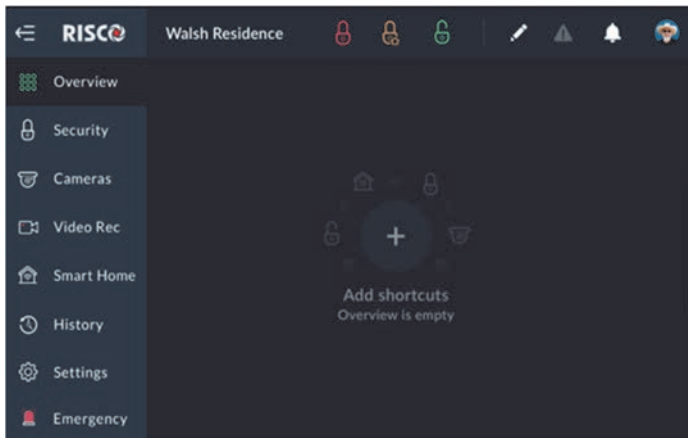 RISCO
Walsh Residence
Overview
Security
Cameras
Video Rec
Smart Home
History
Settings
Emergency
Add shortcuts
Overview is empty